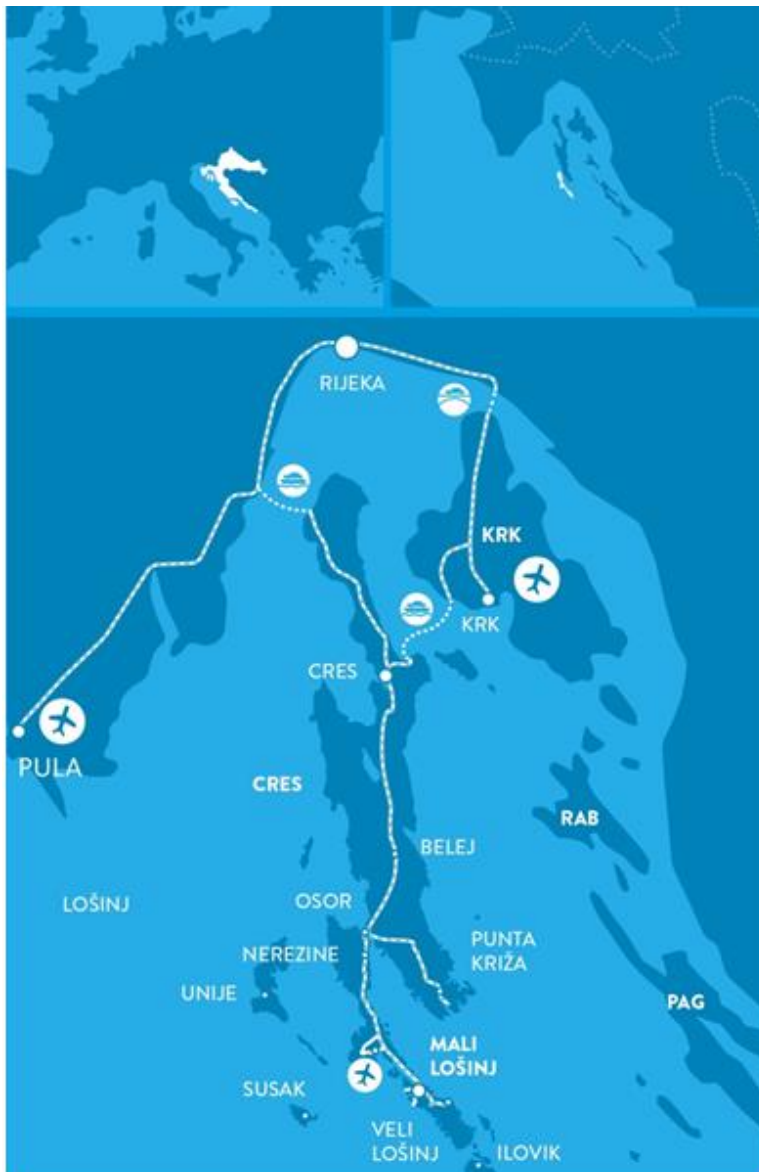 RIJEKA
KRK
KRK
CRES
PULA
CRES
RAB
BELEJ
LOŠINJ
OSOR
NEREZINE
PUNTA
KRIŽA
UNIJE
PAG
MALI
LOŠINJ
SUSAK
VELI
LOŠINJ
ILOVIK